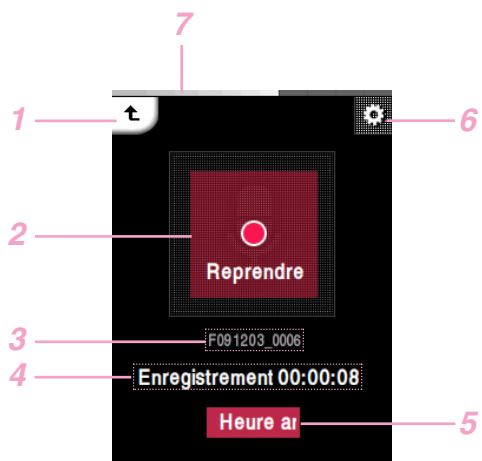 7
1
6
2
Reprendre
3 F091203_0006
4 Enregistrement 00:00:08
Heure ar 5